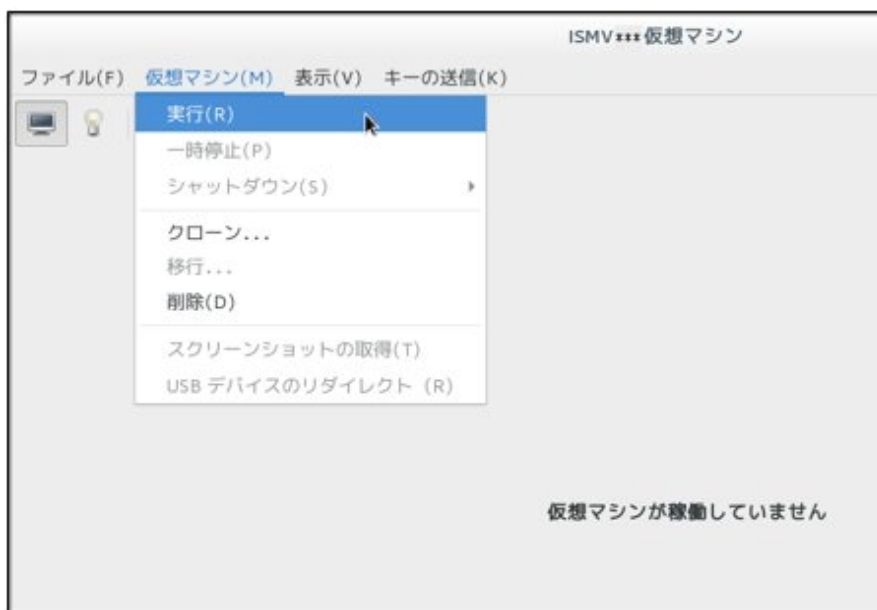 ISMV***仮想マシン
ファイル(F) 仮想マシン(M) 表示(V) キーの送信(K)
実行(R)
一時停止(P)
シャットダウン(S)
クローン...
移行...
削除(D)
スクリーンショットの取得(T)
USB デバイスのリダイレクト (R)
仮想マシンが稼働していません